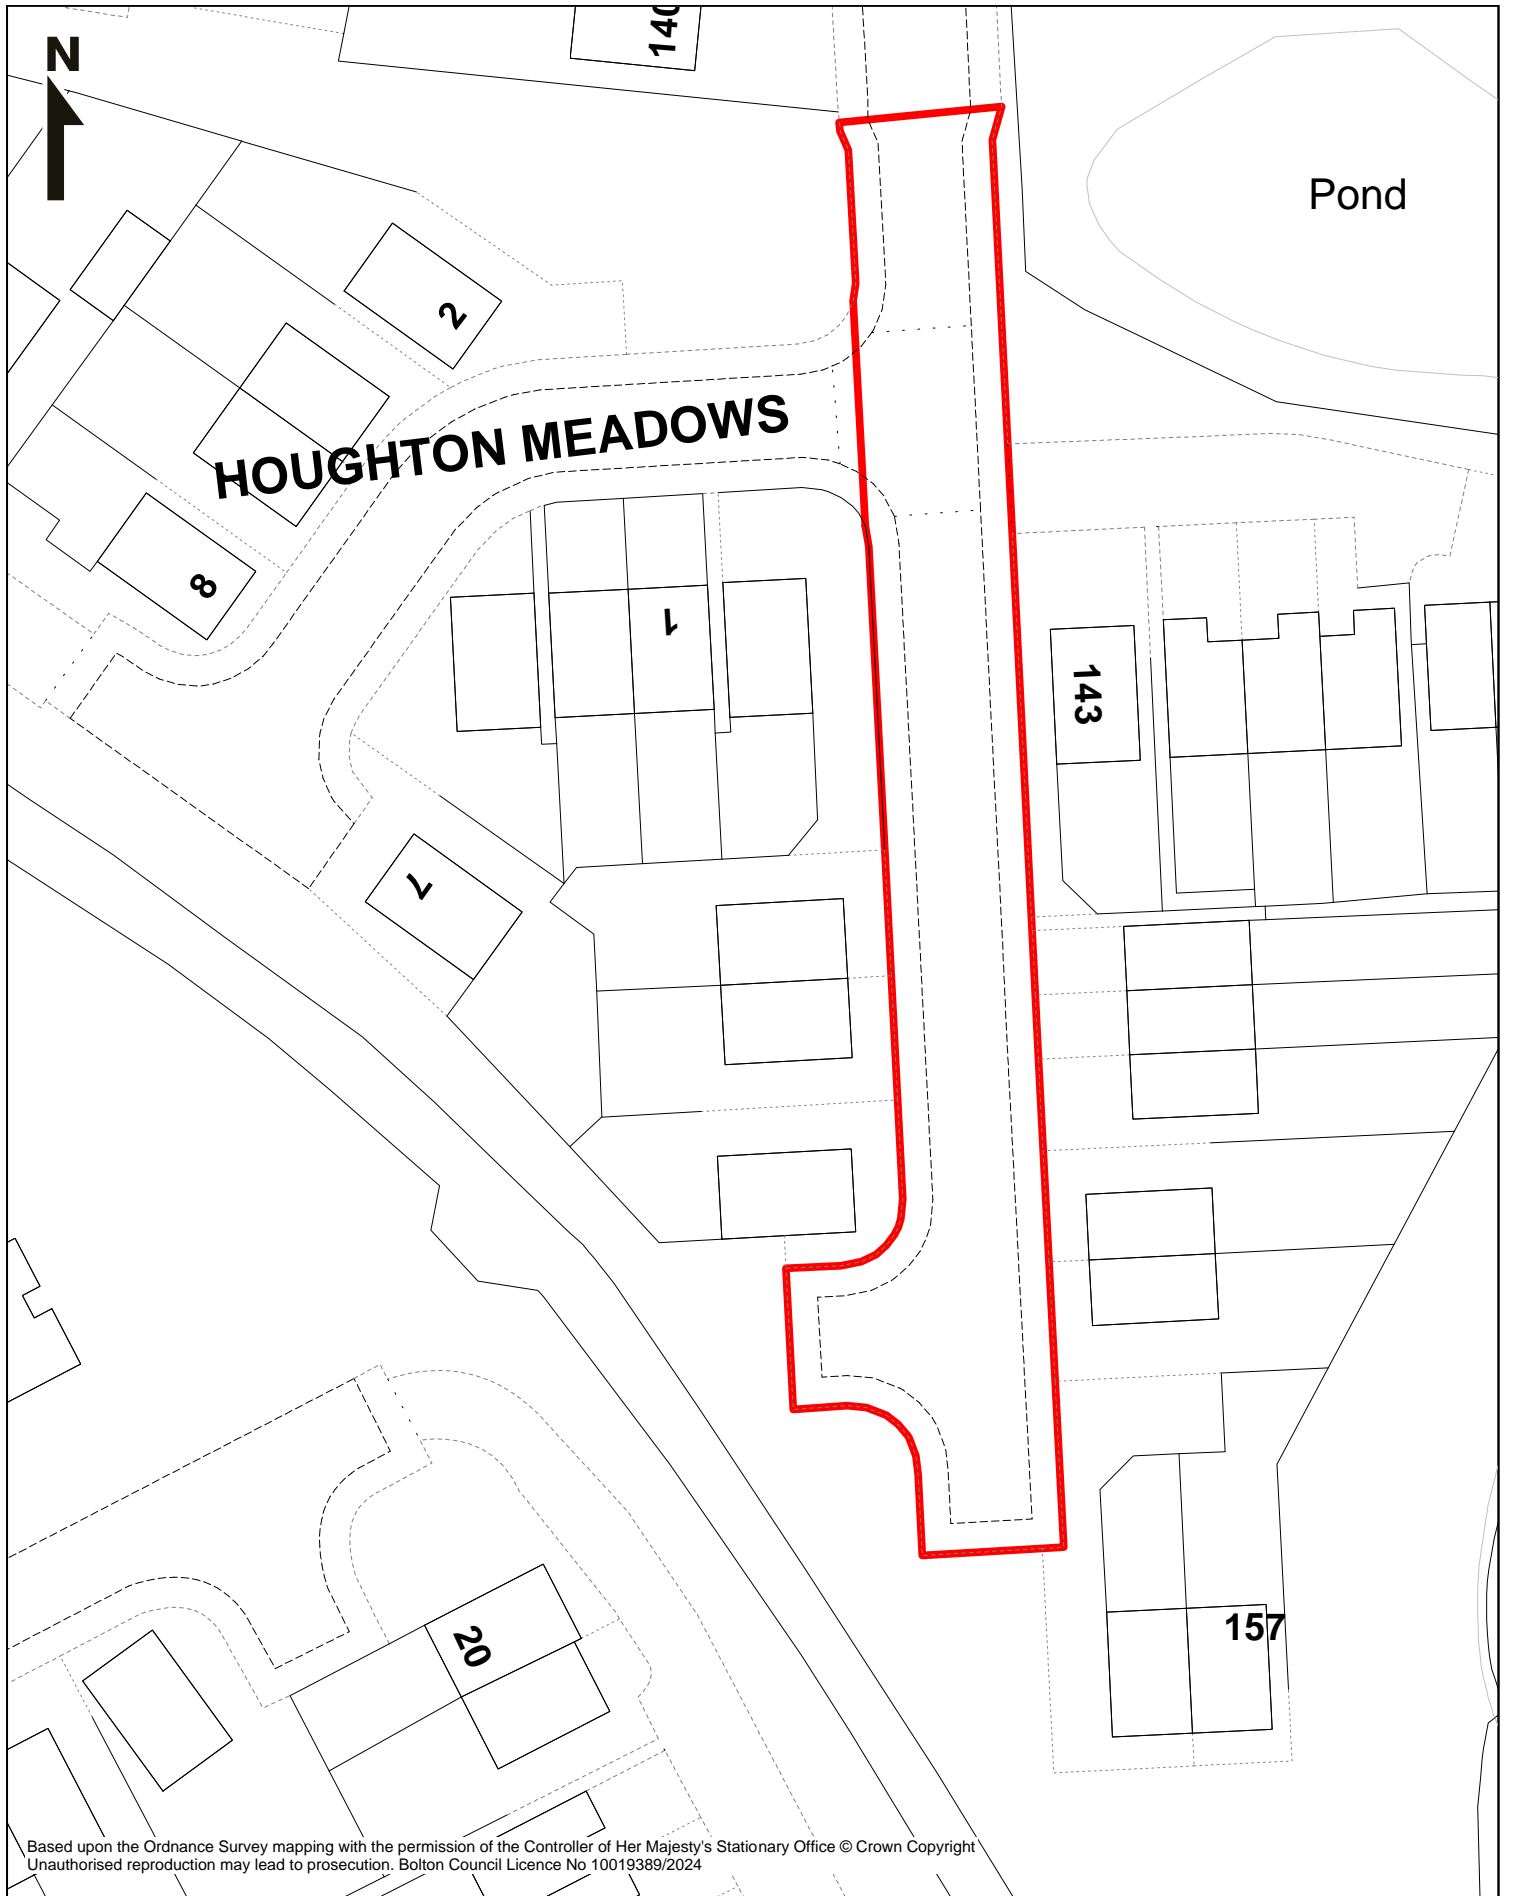 140
N
Pond
2
HOUGHTON MEADOWS
8
1
143
7
157
20
Based upon the Ordnance Survey mapping with the permission of the Controller of Her Majesty's Stationary Office © Crown Copyright
Unauthorised reproduction may lead to prosecution. Bolton Council Licence No 10019389/2024